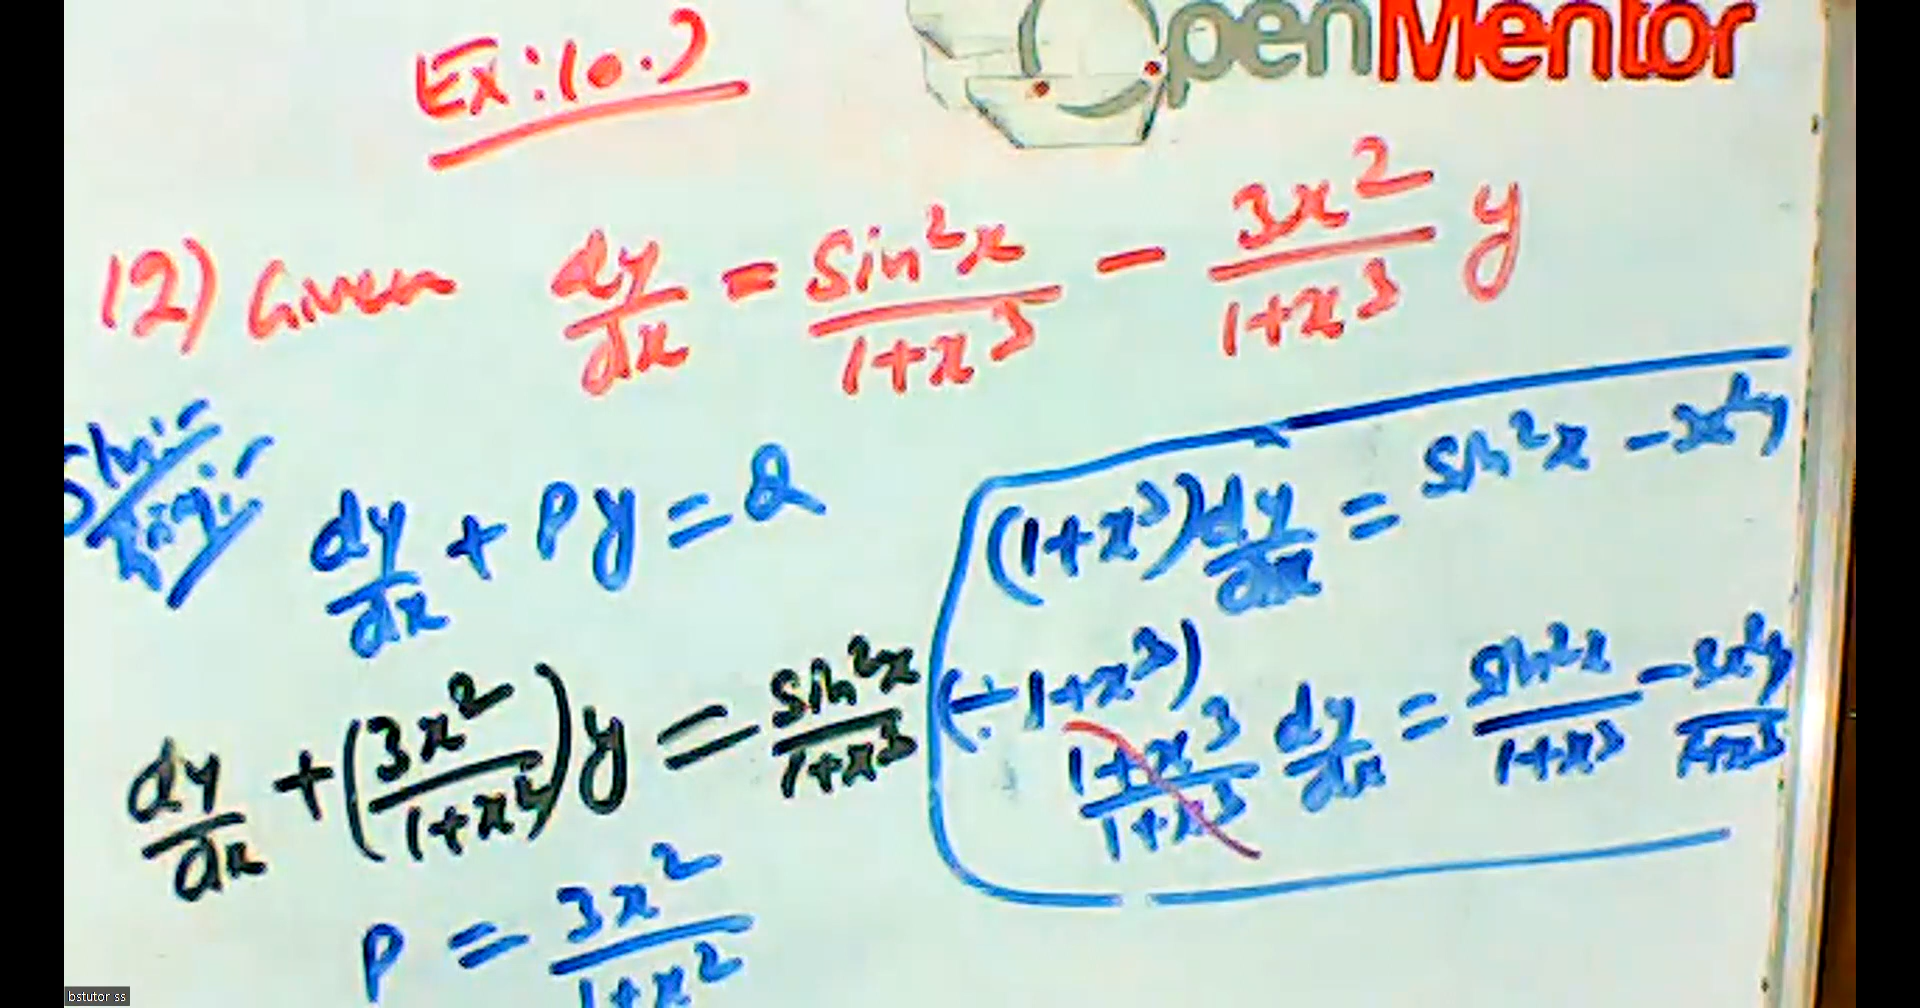 Ex: 10.7
OpenMentor
12) Given dy/dx = Sin²x/1+x³ - 3x²/1+x³ y
dy/dx + Py = Q
(1+x³) dy/dx = Sin²x - 3x²y
dy/dx + (3x²/1+x²) y = Sin²x/1+x³
(÷ 1+x³)
1+x³/1+x³ dy/dx = Sin²x/1+x³ - 3x²y/1+x³
P = 3x²/1+x²
bstutor ss